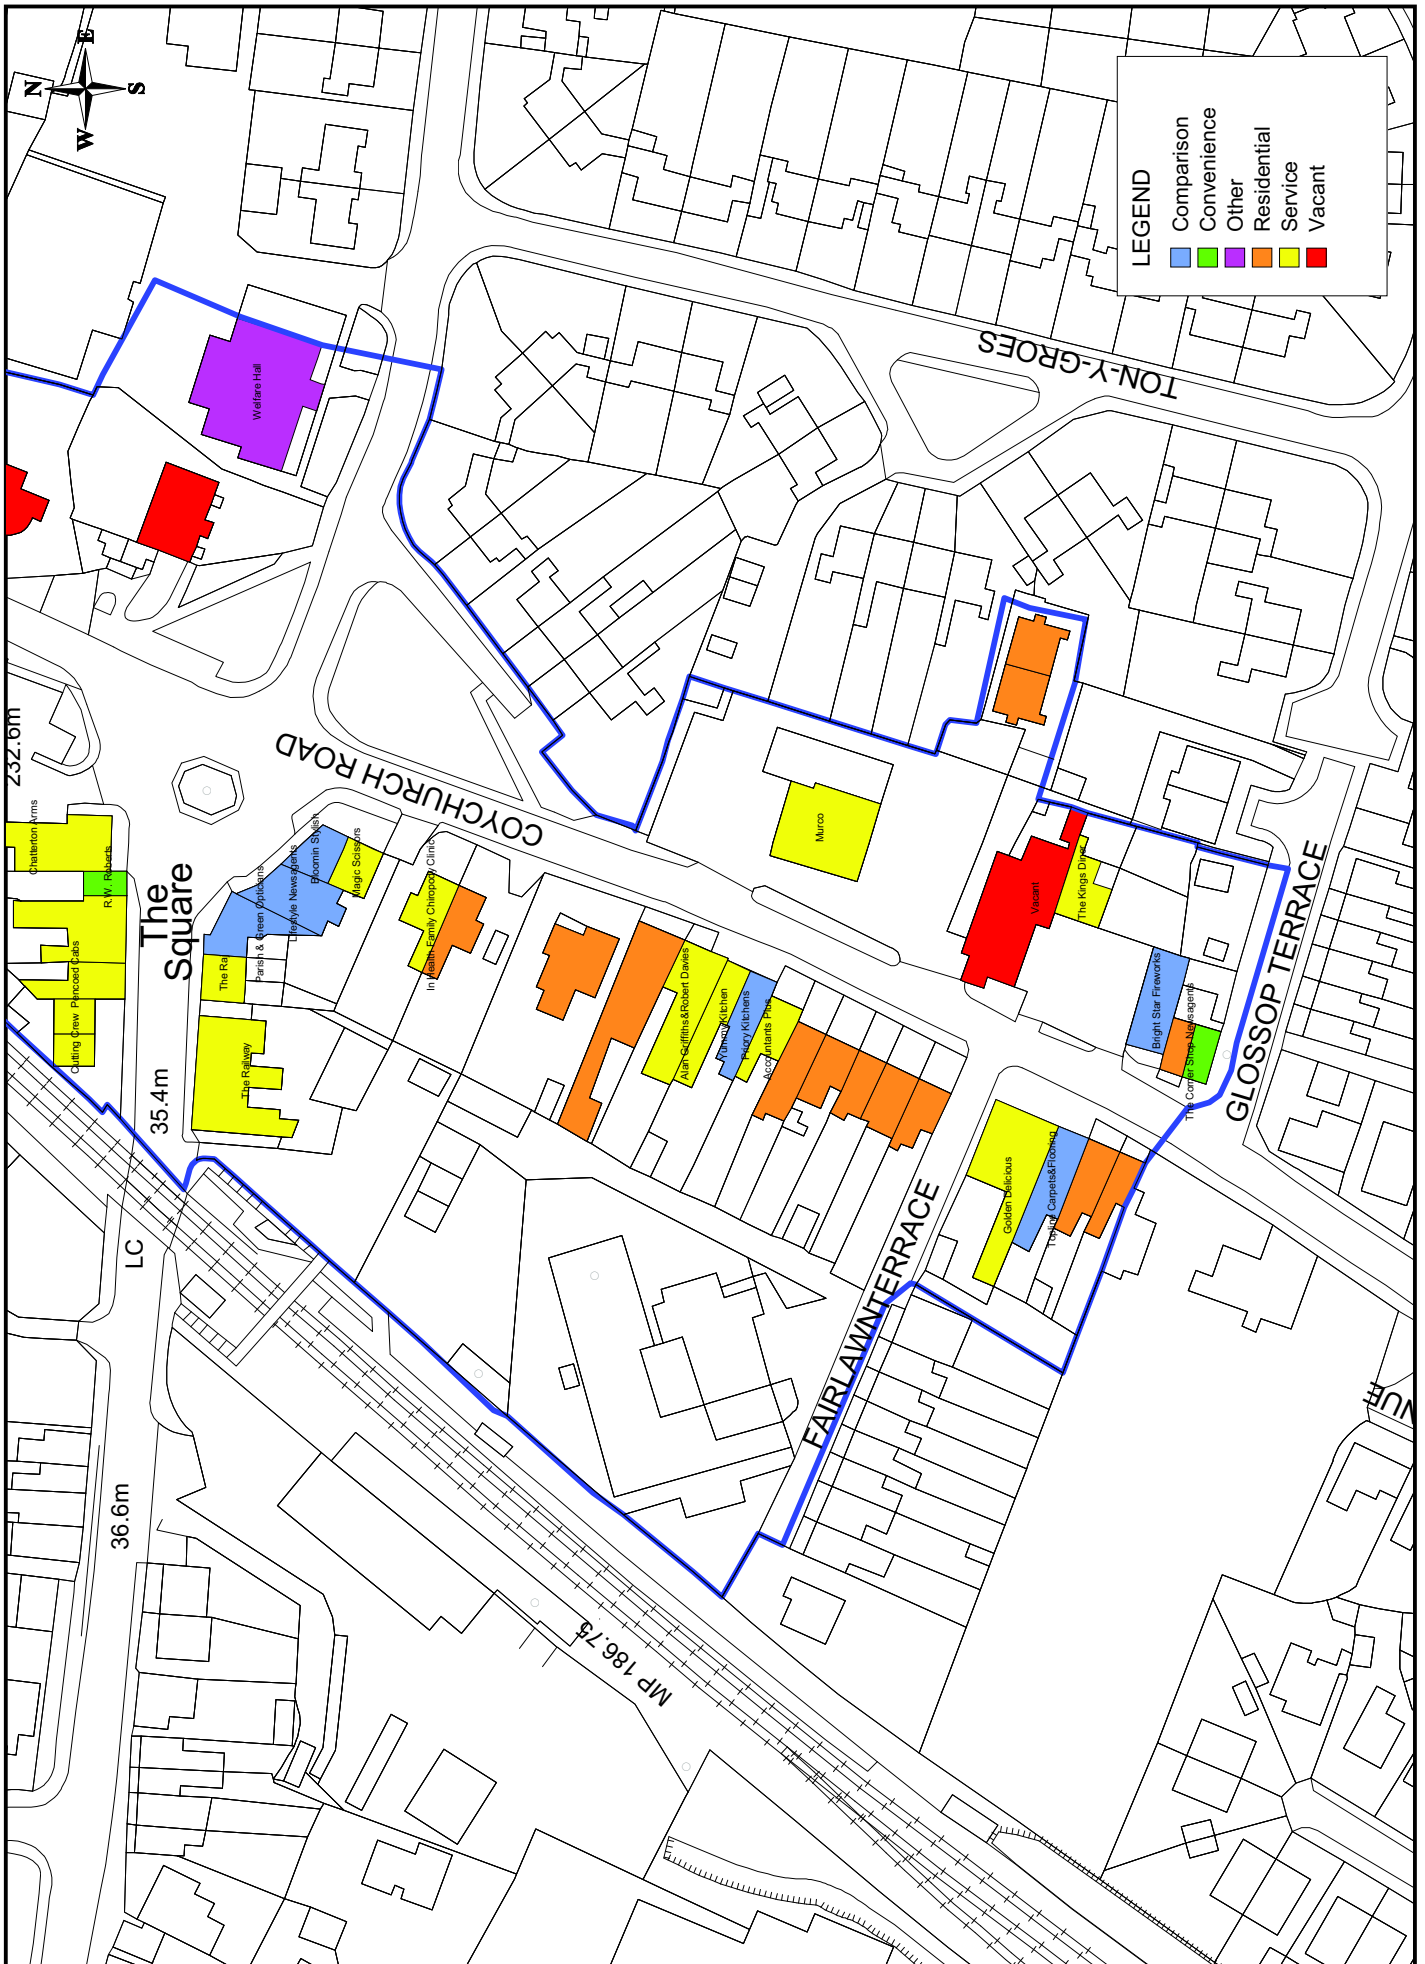 N
E
S
W
LEGEND
Comparison
Convenience
Other
Residential
Service
Vacant
232.6m
Chatterton Arms
R.W. Roberts
Pencoed Cabs
Cutting Crew
The
Square
Welfare Hall
COYCHURCH ROAD
Bloomin Stylish
Magic Scissors
Lifestyle Newsagents
Parish & Green Opticians
The Ra
The Railway
In Health Family Chiropody Clinic
35.4m
LC
36.6m
TON-Y-GROES
Murco
Alan Griffiths&Robert Davies
Yummy Kitchen
Priory Kitchens
Accountants Plus
Vacant
The Kings Diner
Bright Star Fireworks
The Corner Shop Newsagents
GLOSSOP TERRACE
Golden Delicious
Topline Carpets&Flooring
FAIRLAWNTERRACE
MP 186.75
NUE